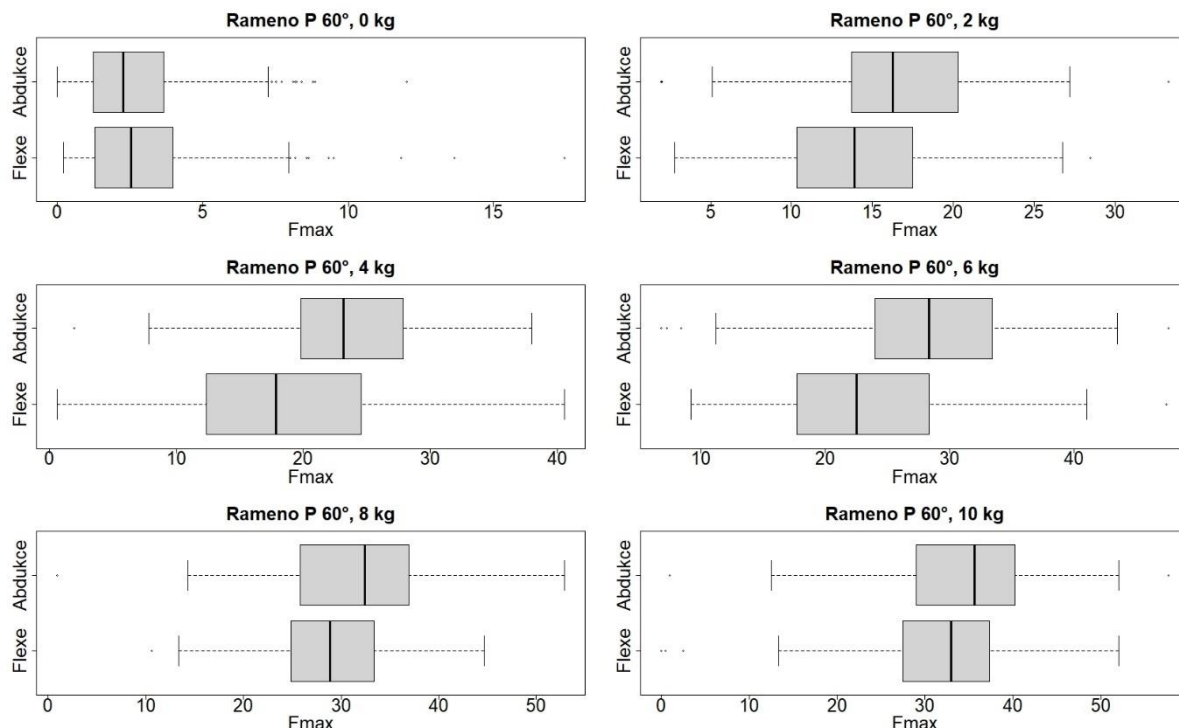 Rameno P 60°, 0 kg
Abdukce
Flexe
0 5 10 15
Fmax
Rameno P 60°, 2 kg
Abdukce
Flexe
5 10 15 20 25 30
Fmax
Rameno P 60°, 4 kg
Abdukce
Flexe
0 10 20 30 40
Fmax
Rameno P 60°, 6 kg
Abdukce
Flexe
10 20 30 40
Fmax
Rameno P 60°, 8 kg
Abdukce
Flexe
0 10 20 30 40 50
Fmax
Rameno P 60°, 10 kg
Abdukce
Flexe
0 10 20 30 40 50
Fmax